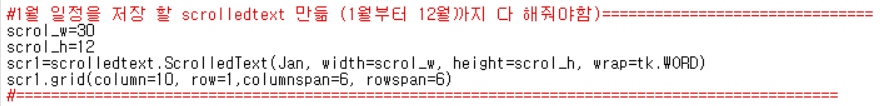 #1월 일정을 저장 할 scrolledtext 만듦 (1월부터 12월까지 다 해줘야함)===============================
scrol_w=30
scrol_h=12
scr1=scrolledtext.ScrolledText(Jan, width=scrol_w, height=scrol_h, wrap=tk.WORD)
scr1.grid(column=10, row=1,columnspan=6, rowspan=6)
#===============================================================================================